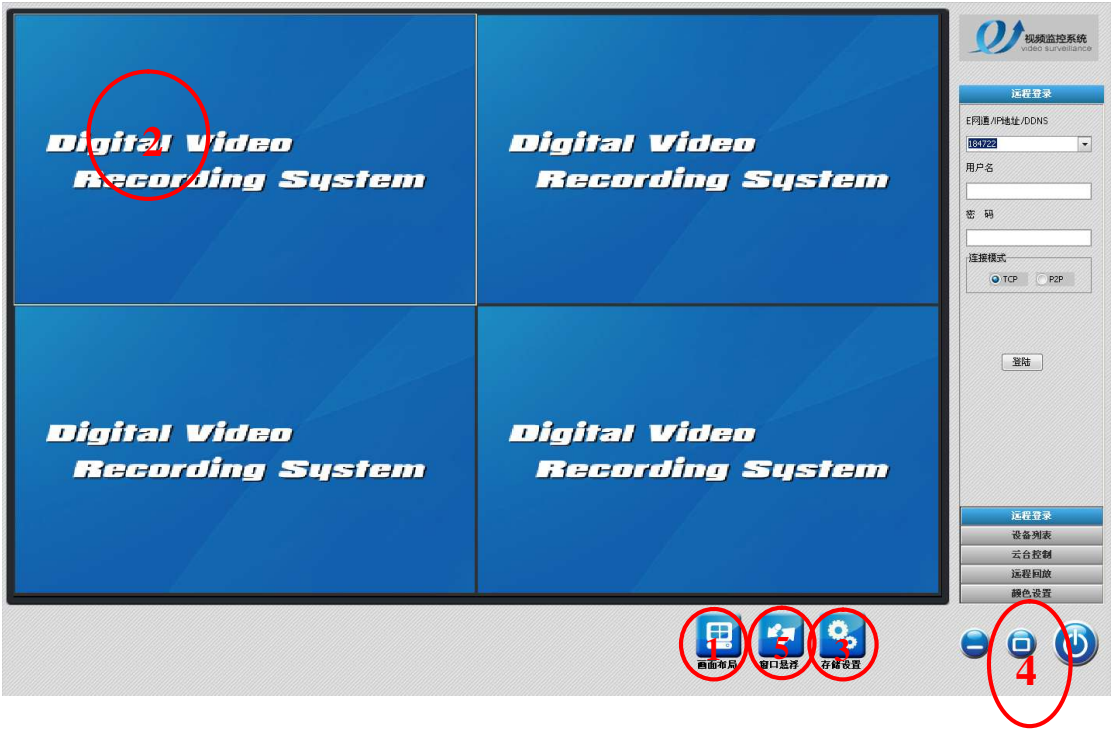 Digital Video
Recording System
Digital Video
Recording System
Digital Video
Recording System
Digital Video
Recording System
2
视频监控系统
video surveillance
远程登录
E网通/IP地址/DDNS
184722
用户名
密 码
连接模式
TCP P2P
登陆
远程登录
设备列表
云台控制
远程回放
颜色设置
1 5 3 4
画面布局 窗口悬浮 存储设置